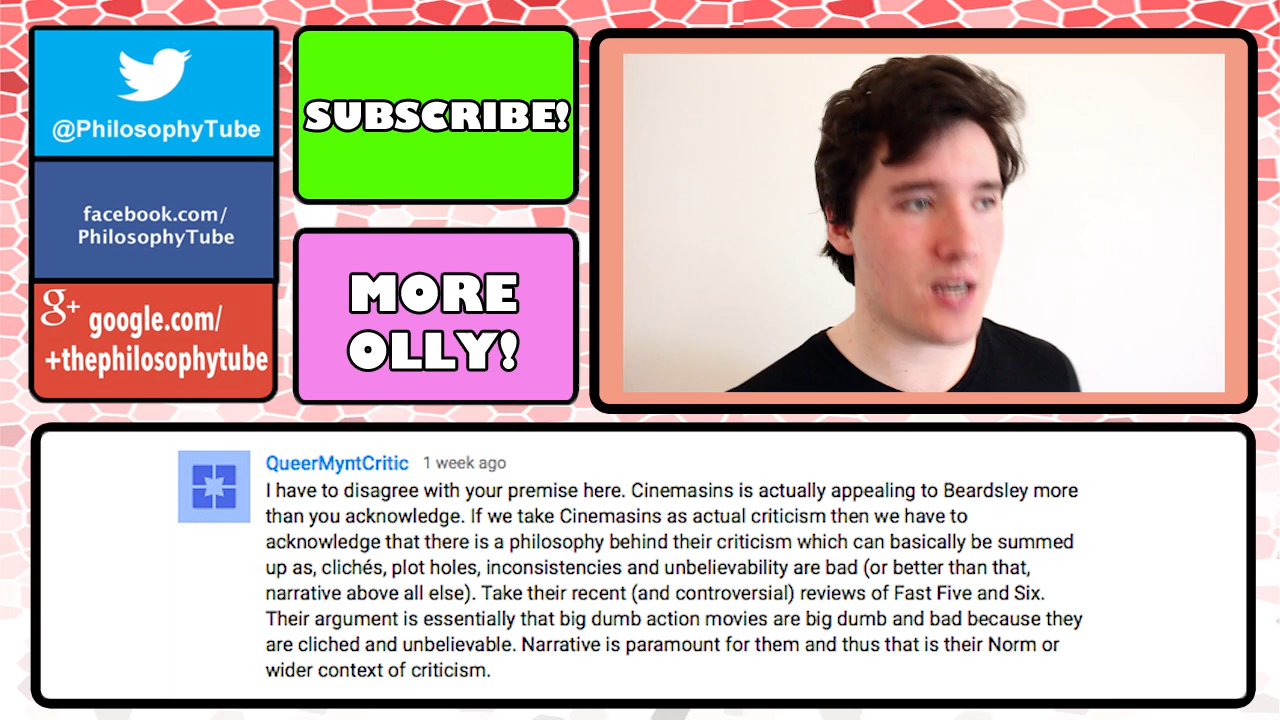 @PhilosophyTube
facebook.com/
PhilosophyTube
g+ google.com/
+thephilosophytube
SUBSCRIBE!
MORE
OLLY!
QueerMyntCritic 1 week ago
I have to disagree with your premise here. Cinemasins is actually appealing to Beardsley more
than you acknowledge. If we take Cinemasins as actual criticism then we have to
acknowledge that there is a philosophy behind their criticism which can basically be summed
up as, clichés, plot holes, inconsistencies and unbelievability are bad (or better than that,
narrative above all else). Take their recent (and controversial) reviews of Fast Five and Six.
Their argument is essentially that big dumb action movies are big dumb and bad because they
are cliched and unbelievable. Narrative is paramount for them and thus that is their Norm or
wider context of criticism.